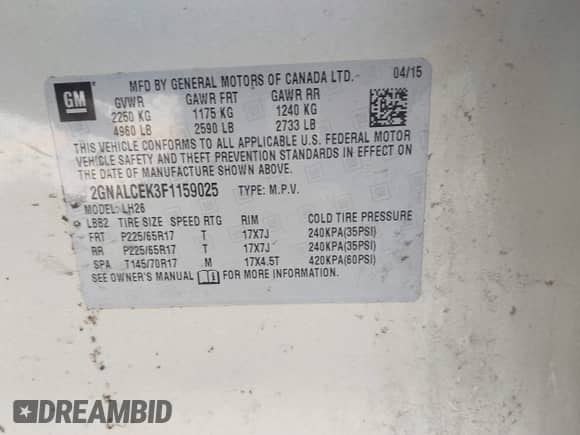 GM
MFD BY GENERAL MOTORS OF CANADA LTD. 04/15
GVWR GAWR FRT GAWR RR
2250 KG 1175 KG 1240 KG
4960 LB 2590 LB 2733 LB
THIS VEHICLE CONFORMS TO ALL APPLICABLE U.S. FEDERAL MOTOR
VEHICLE SAFETY AND THEFT PREVENTION STANDARDS IN EFFECT ON THE
DATE OF MANUFACTURE SHOWN ABOVE.
2GNALCEK3F1159025 TYPE: M.P.V.
MODEL: LH26
LBB2 TIRE SIZE SPEED RTG RIM COLD TIRE PRESSURE
FRT P225/65R17 T 17X7J 240KPA(35PSI)
RR P225/65R17 T 17X7J 240KPA(35PSI)
SPA T145/70R17 M 17X4.5T 420KPA(60PSI)
SEE OWNER'S MANUAL FOR MORE INFORMATION.
DREAMBID